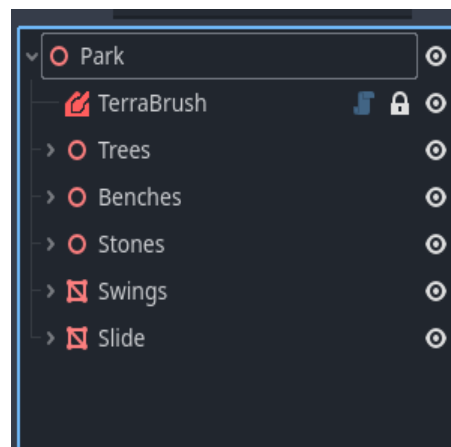 Park
TerraBrush
Trees
Benches
Stones
Swings
Slide